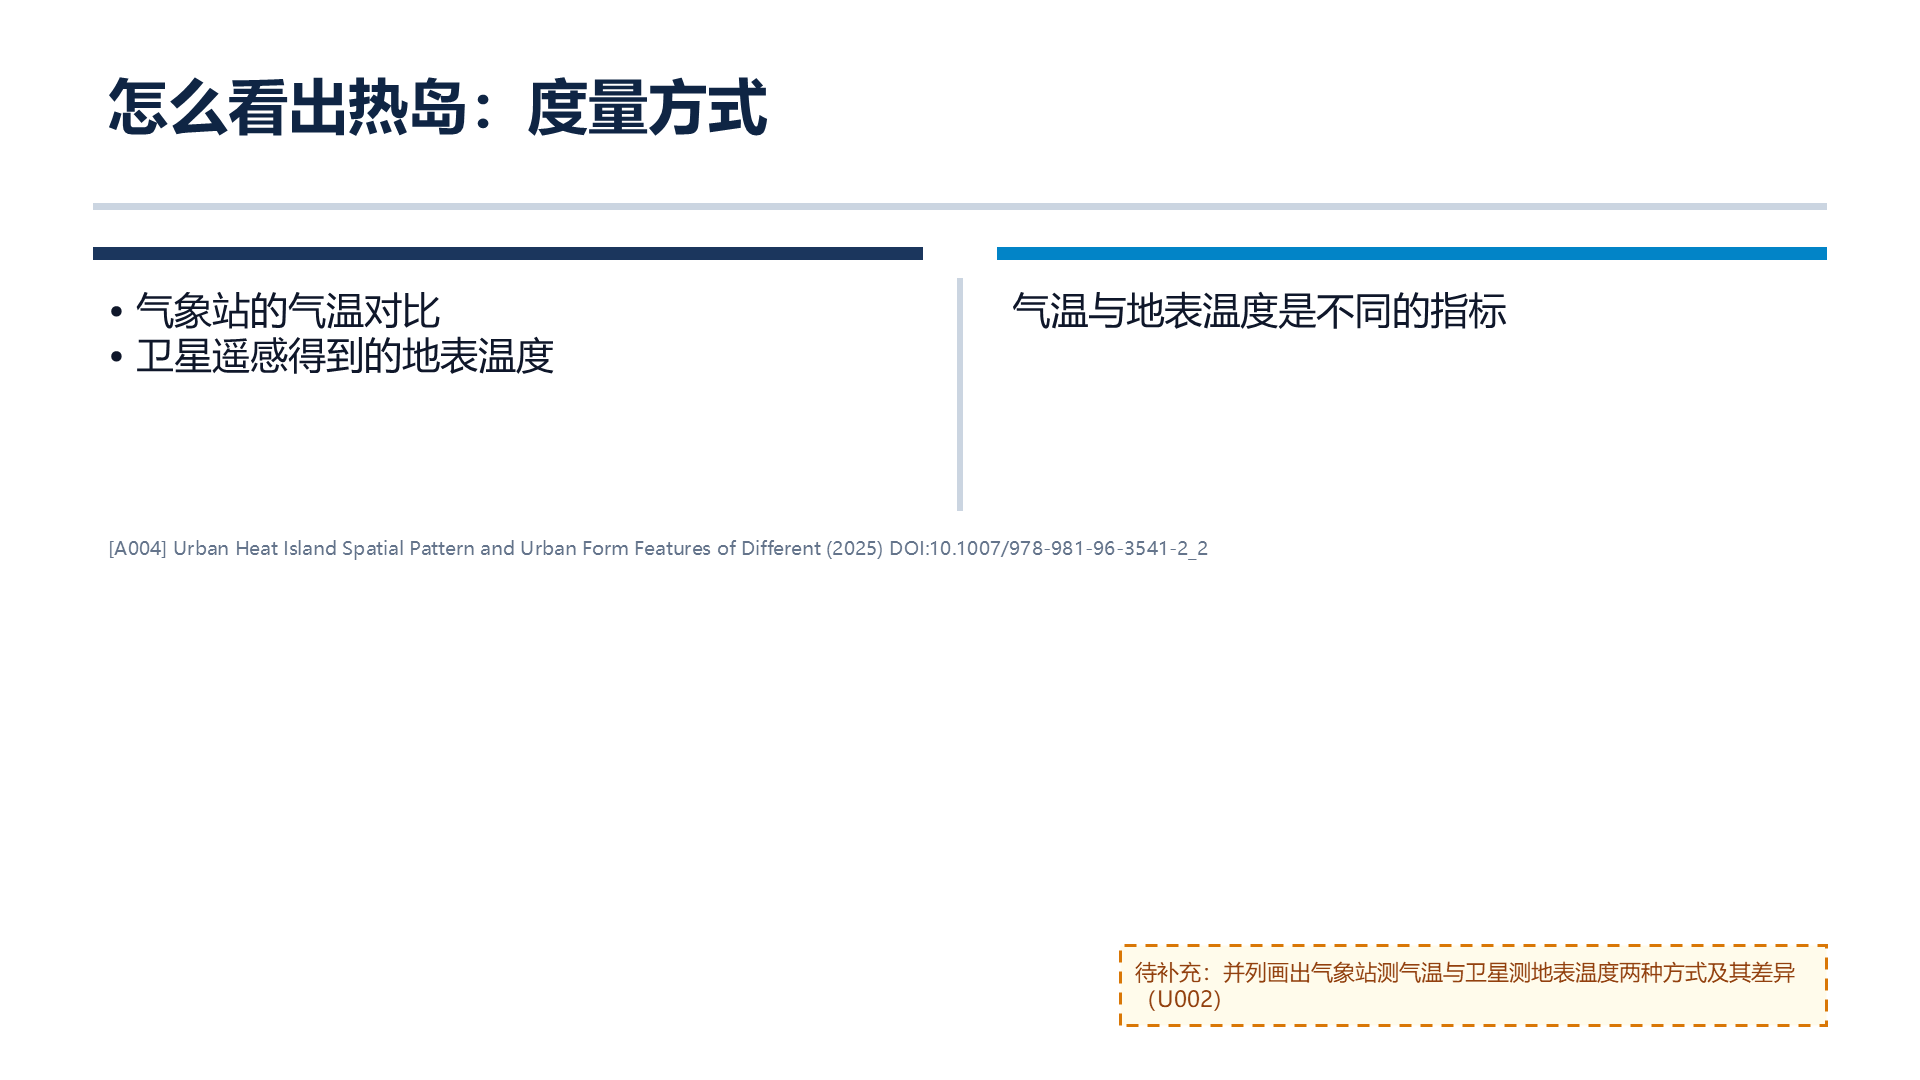 怎么看出热岛：度量方式
• 气象站的气温对比
• 卫星遥感得到的地表温度
气温与地表温度是不同的指标
[A004] Urban Heat Island Spatial Pattern and Urban Form Features of Different (2025) DOI:10.1007/978-981-96-3541-2_2
待补充：并列画出气象站测气温与卫星测地表温度两种方式及其差异
（U002）